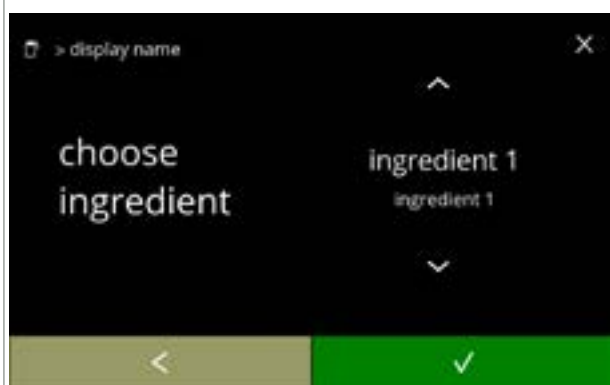 > display name
choose
ingredient
ingredient 1
ingredient 1